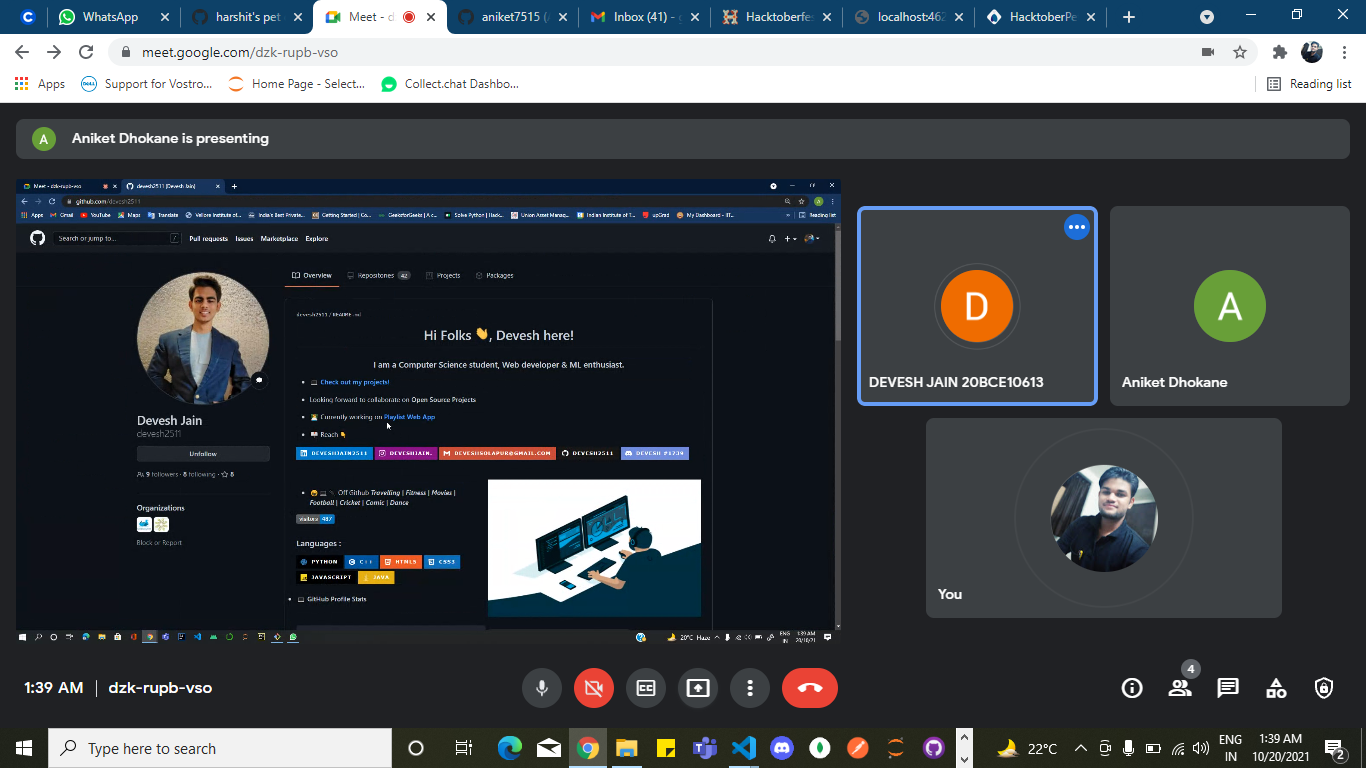 WhatsApp
harshit's pet
Meet - d
aniket7515 (
Inbox (41) - g
Hacktoberfes
localhost:462
HacktoberPe
meet.google.com/dzk-rupb-vso
Apps
Support for Vostro...
Home Page - Select...
Collect.chat Dashbo...
Reading list
A
Aniket Dhokane is presenting
Meet - dzk-rupb-vso
devesh2511 (Devesh Jain)
github.com/devesh2511
Apps
Gmail
YouTube
Maps
Translate
Vellore Institute of...
India's Best Private...
Getting Started | Co...
GeeksforGeeks | A c...
Solve Python | Hack...
Union Asset Manag...
Indian Institute of T...
upGrad
My Dashboard - IIT...
Reading list
Search or jump to...
/
Pull requests
Issues
Marketplace
Explore
Overview
Repositories 42
Projects
Packages
devesh2511 / README.md
Hi Folks 👋, Devesh here!
I am a Computer Science student, Web developer & ML enthusiast.
Check out my projects!
Looking forward to collaborate on Open Source Projects
Currently working on Playlist Web App
Reach
DEVESHJAIN2511
DEVESHJAIN.
DEVESHSOLAPUR@GMAIL.COM
DEVESH2511
DEVESH #1739
Devesh Jain
devesh2511
Unfollow
9 followers · 8 following · 8
Organizations
Block or Report
Off Github Travelling | Fitness | Movies |
Football | Cricket | Comic | Dance
visitors 487
Languages :
PYTHON
C++
HTML5
CSS3
JAVASCRIPT
JAVA
GitHub Profile Stats
20°C Haze
ENG
IN
1:39 AM
20/10/21
D
DEVESH JAIN 20BCE10613
A
Aniket Dhokane
You
1:39 AM | dzk-rupb-vso
4
Type here to search
22°C
ENG
IN
1:39 AM
10/20/2021
2